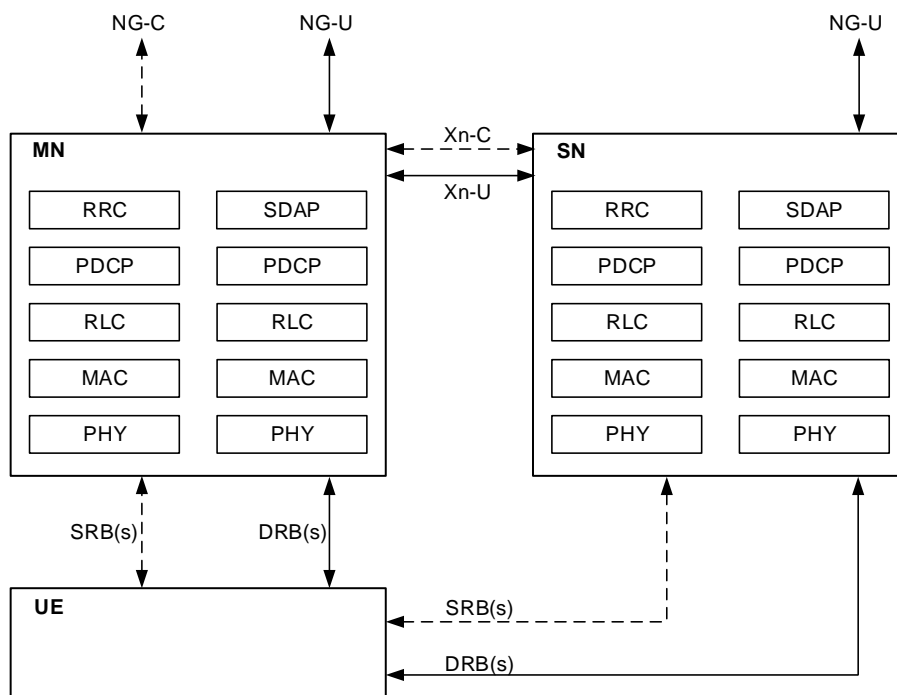 NG-C NG-U NG-U
MN Xn-C SN
Xn-U
RRC SDAP RRC SDAP
PDCP PDCP PDCP PDCP
RLC RLC RLC RLC
MAC MAC MAC MAC
PHY PHY PHY PHY
SRB(s) DRB(s)
UE SRB(s)
DRB(s)